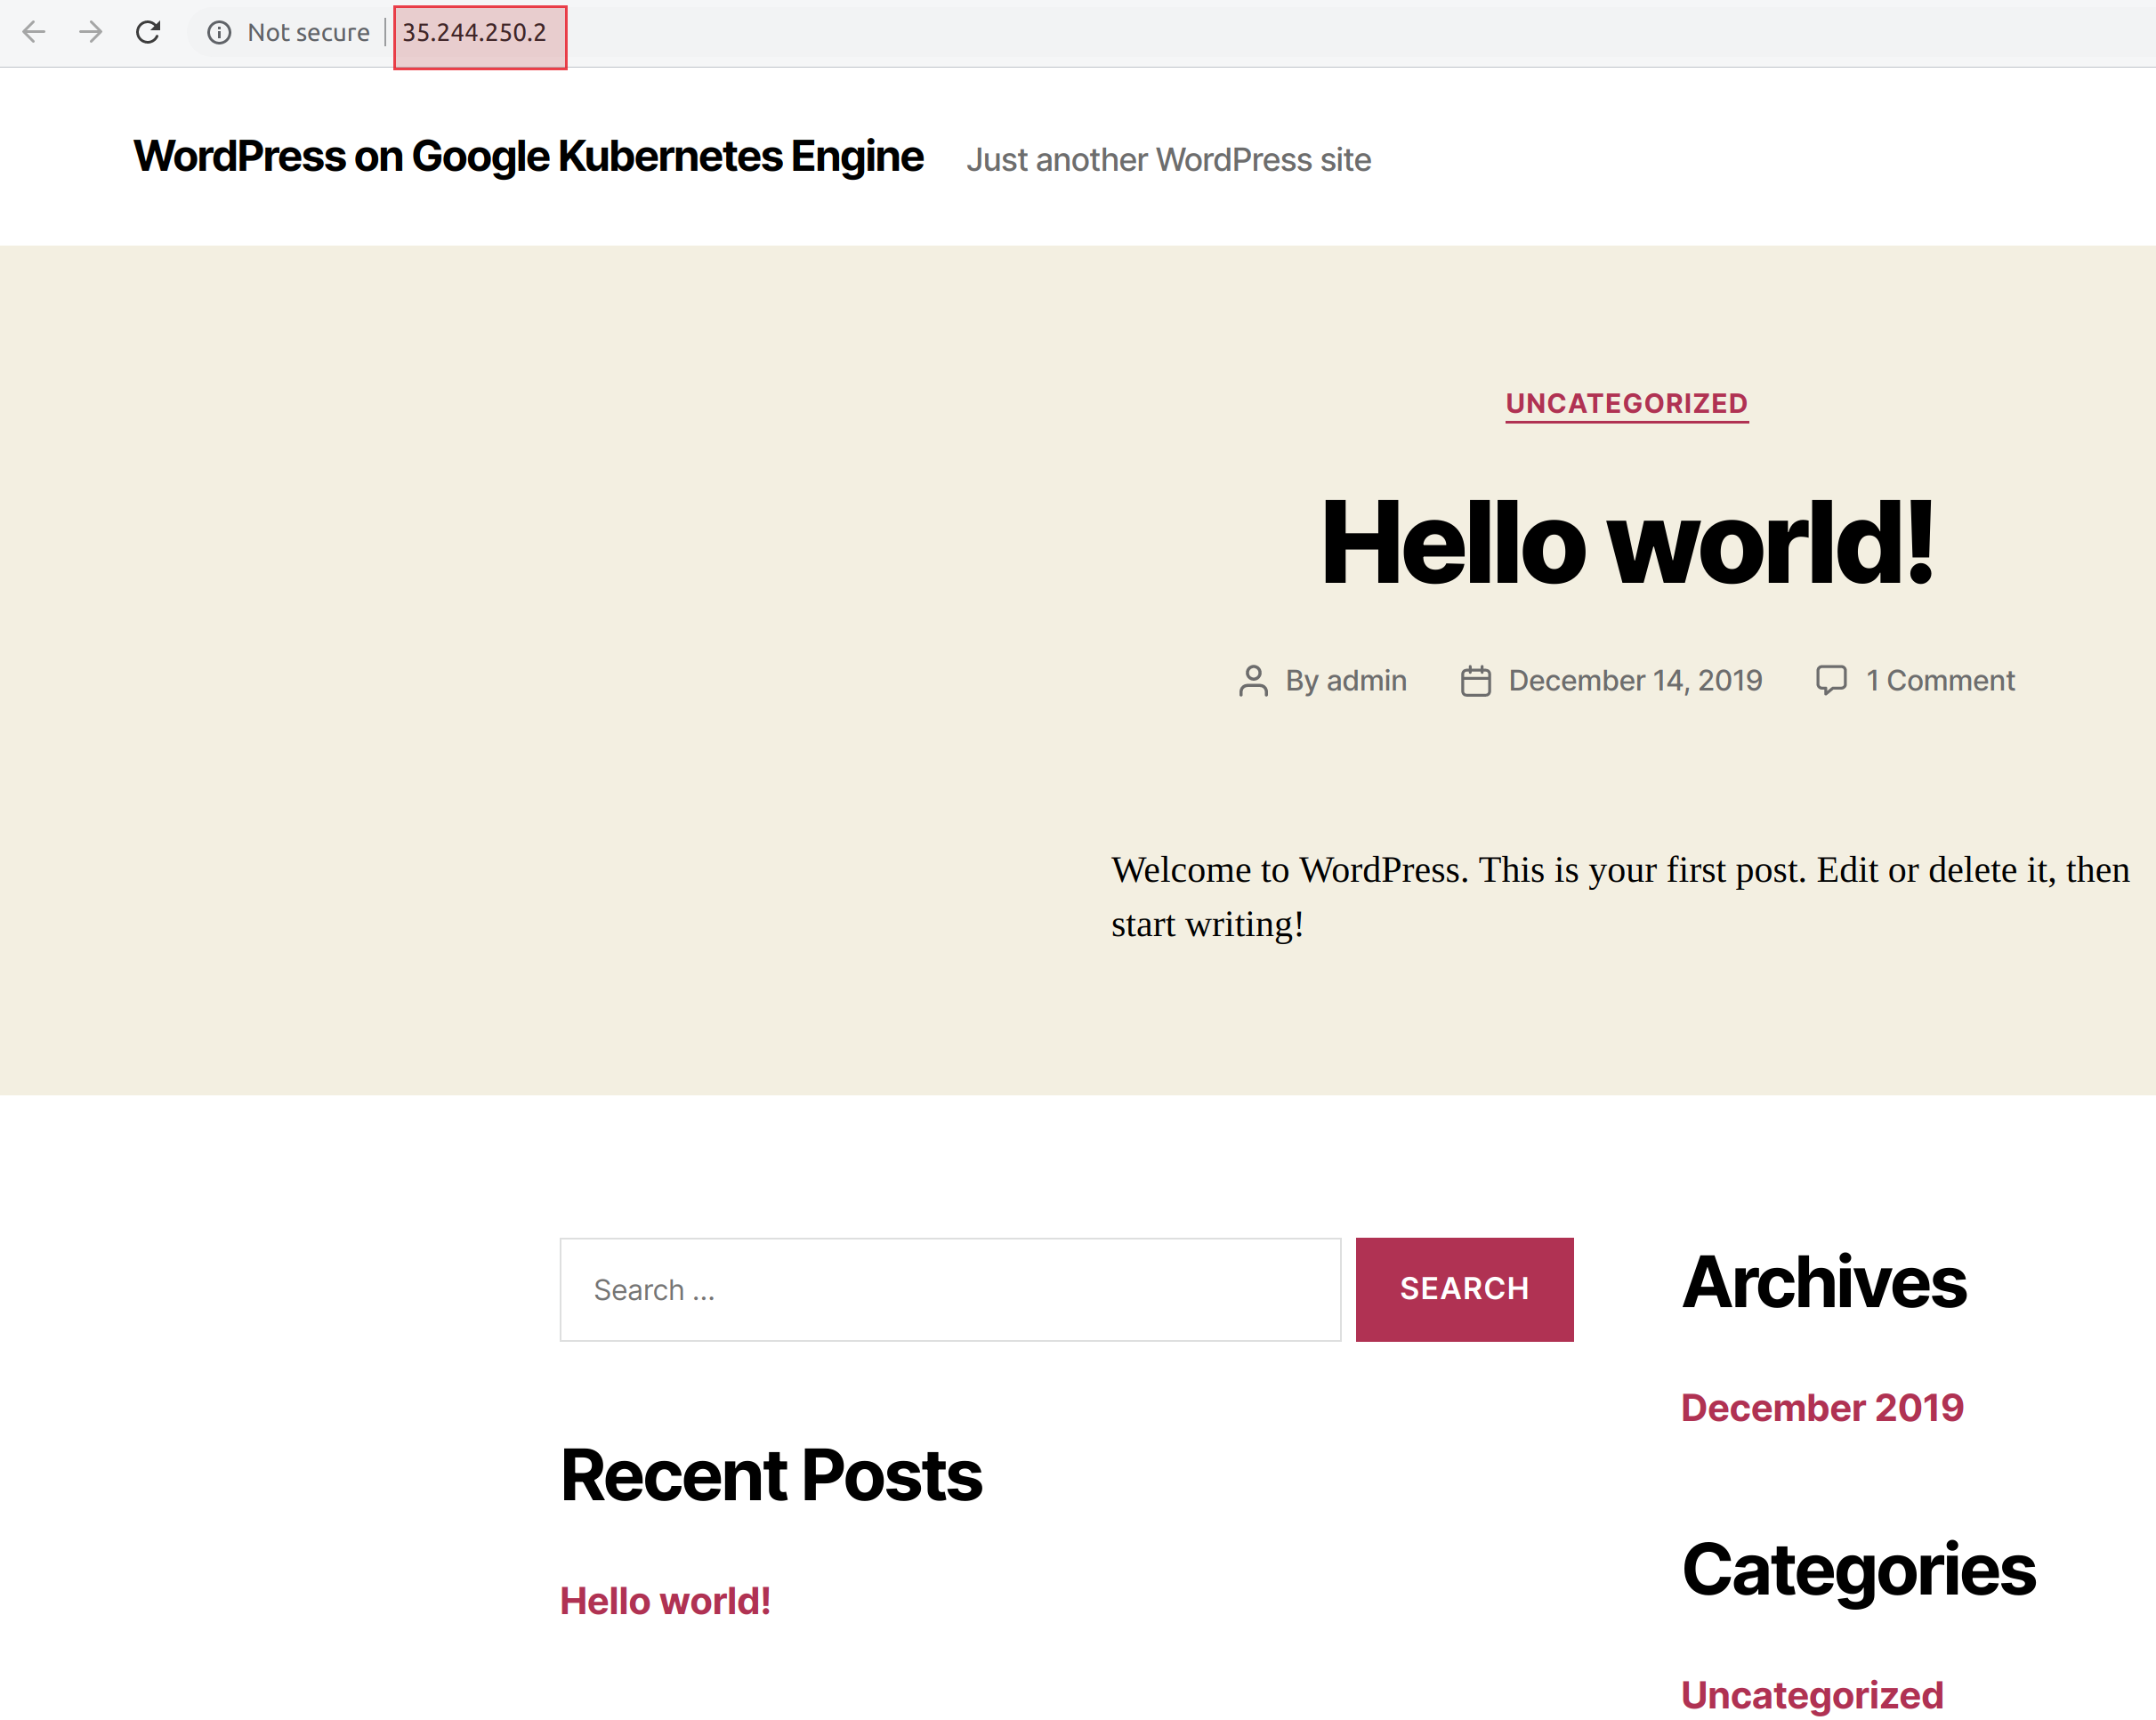 Not secure 35.244.250.2
WordPress on Google Kubernetes Engine Just another WordPress site
UNCATEGORIZED
Hello world!
By admin December 14, 2019 1 Comment
Welcome to WordPress. This is your first post. Edit or delete it, then
start writing!
Search ... SEARCH
Recent Posts
Hello world!
Archives
December 2019
Categories
Uncategorized